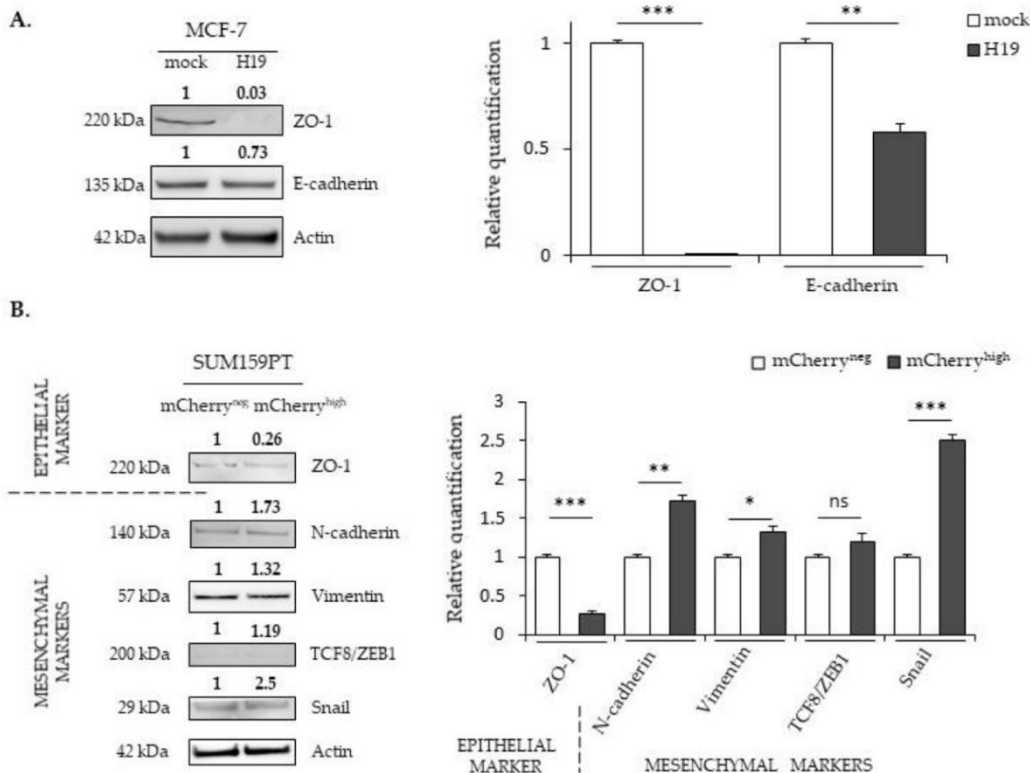 A.
MCF-7
mock H19
1 0.03
220 kDa ZO-1
1 0.73
135 kDa E-cadherin
42 kDa Actin
***
**
mock
H19
Relative quantification
1
0.5
0
ZO-1 E-cadherin
B.
SUM159PT
mCherryneg mCherryhigh
EPITHELIAL
MARKER
1 0.26
220 kDa ZO-1
MESENCHYMAL
MARKERS
1 1.73
140 kDa N-cadherin
1 1.32
57 kDa Vimentin
1 1.19
200 kDa TCF8/ZEB1
1 2.5
29 kDa Snail
42 kDa Actin
mCherryneg mCherryhigh
Relative quantification
3
2.5
2
1.5
1
0.5
0
***
**
*
ns
***
ZO-1
N-cadherin
Vimentin
TCF8/ZEB1
Snail
EPITHELIAL
MARKER
MESENCHYMAL MARKERS